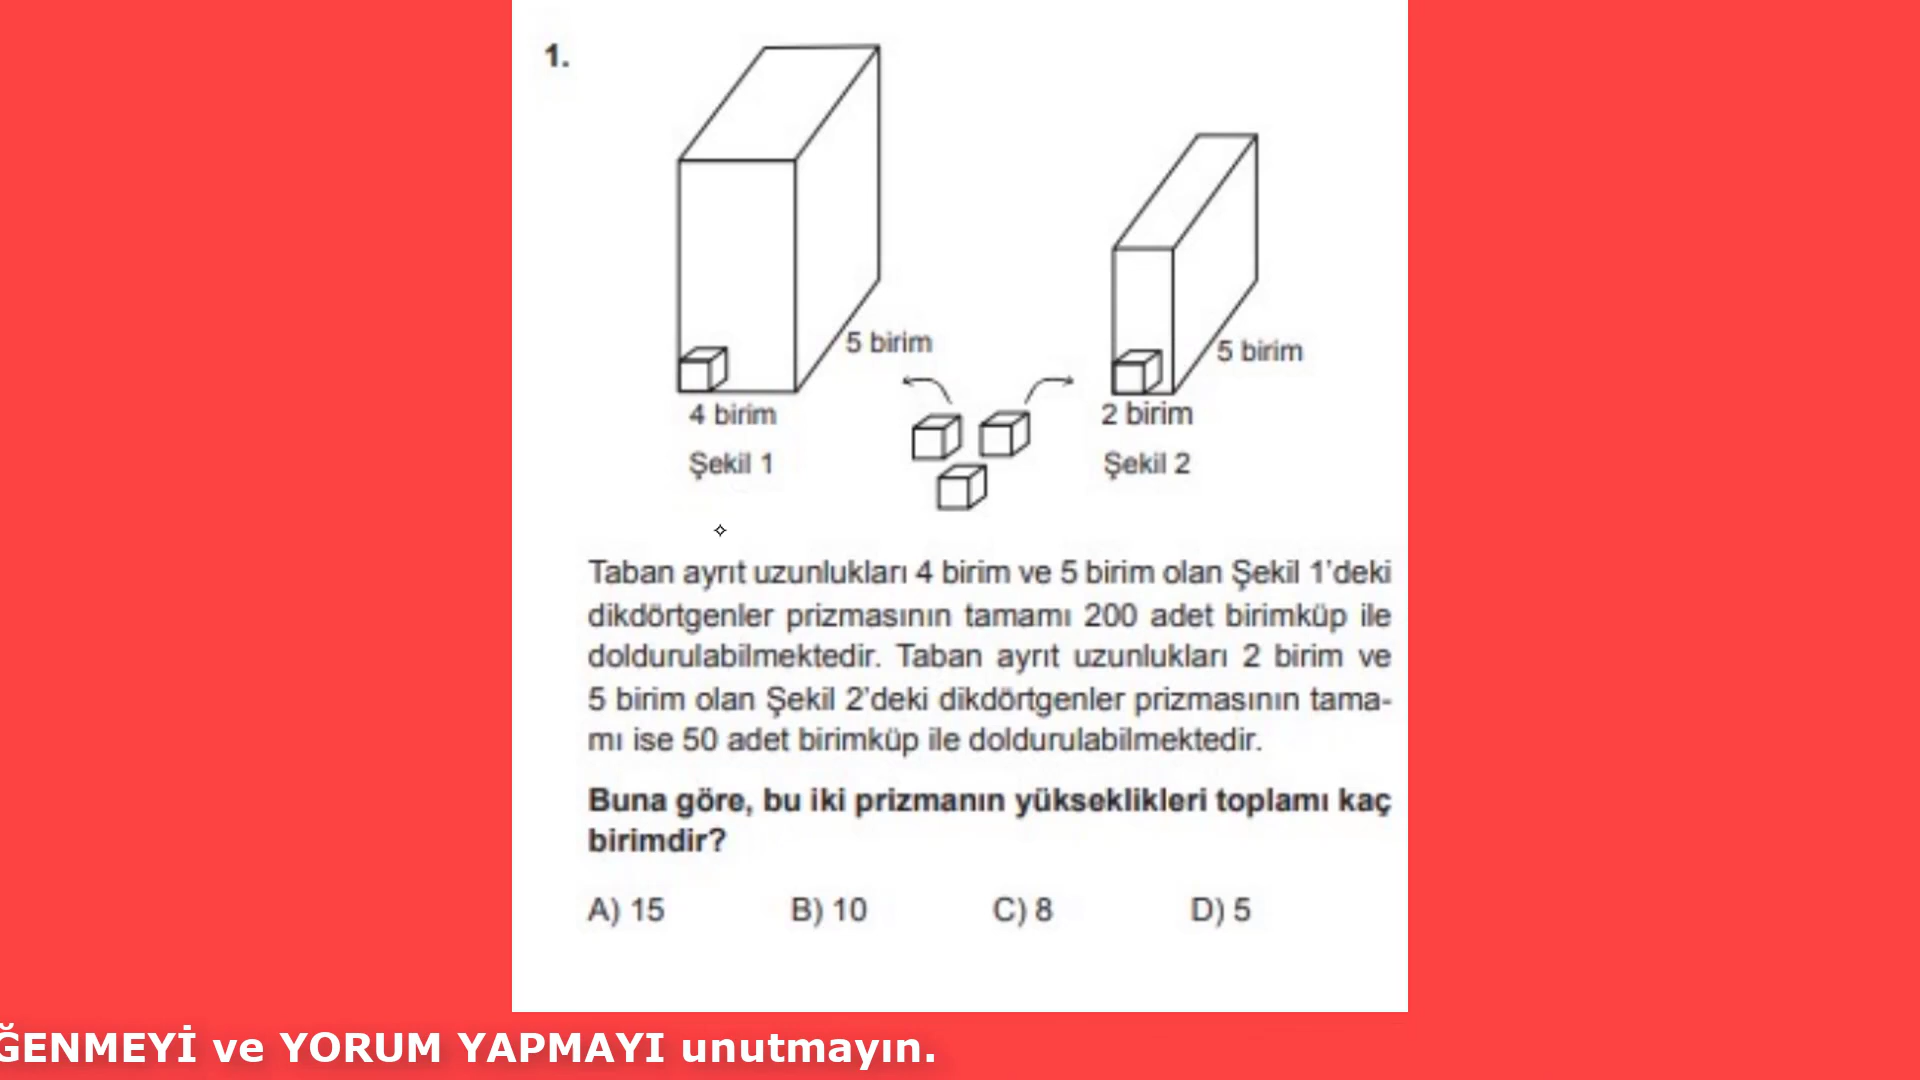 1.
5 birim
5 birim
4 birim
2 birim
Şekil 1
Şekil 2
Taban ayrıt uzunlukları 4 birim ve 5 birim olan Şekil 1'deki
dikdörtgenler prizmasının tamamı 200 adet birimküp ile
doldurulabilmektedir. Taban ayrıt uzunlukları 2 birim ve
5 birim olan Şekil 2'deki dikdörtgenler prizmasının tama-
mı ise 50 adet birimküp ile doldurulabilmektedir.
Buna göre, bu iki prizmanın yükseklikleri toplamı kaç
birimdir?
A) 15 B) 10 C) 8 D) 5
ĞENMEYİ ve YORUM YAPMAYI unutmayın.